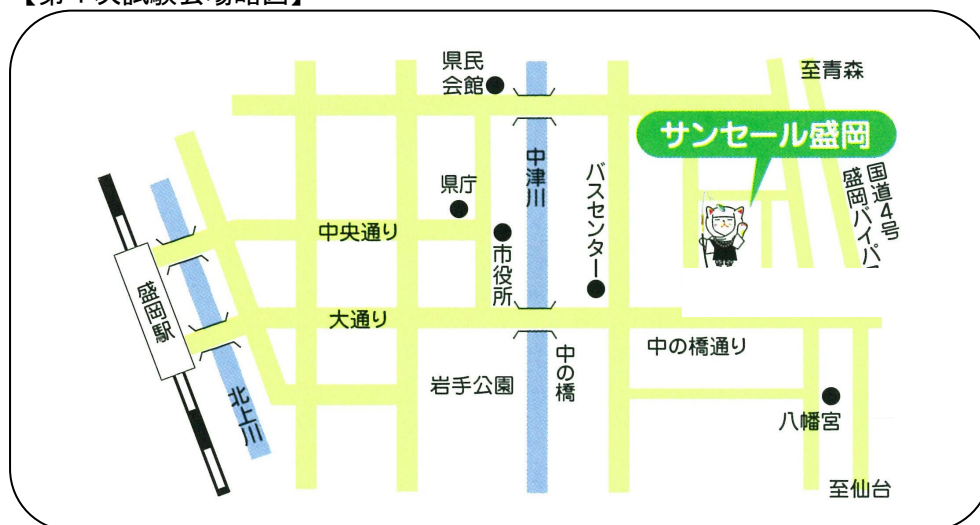 【第1次試験会場略図】
県民
会館
至青森
サンセール盛岡
中津川
バスセンター
国道4号
盛岡バイパス
県庁
中央通り
市役所
盛岡駅
大通り
中の橋通り
中の橋
岩手公園
北上川
八幡宮
至仙台